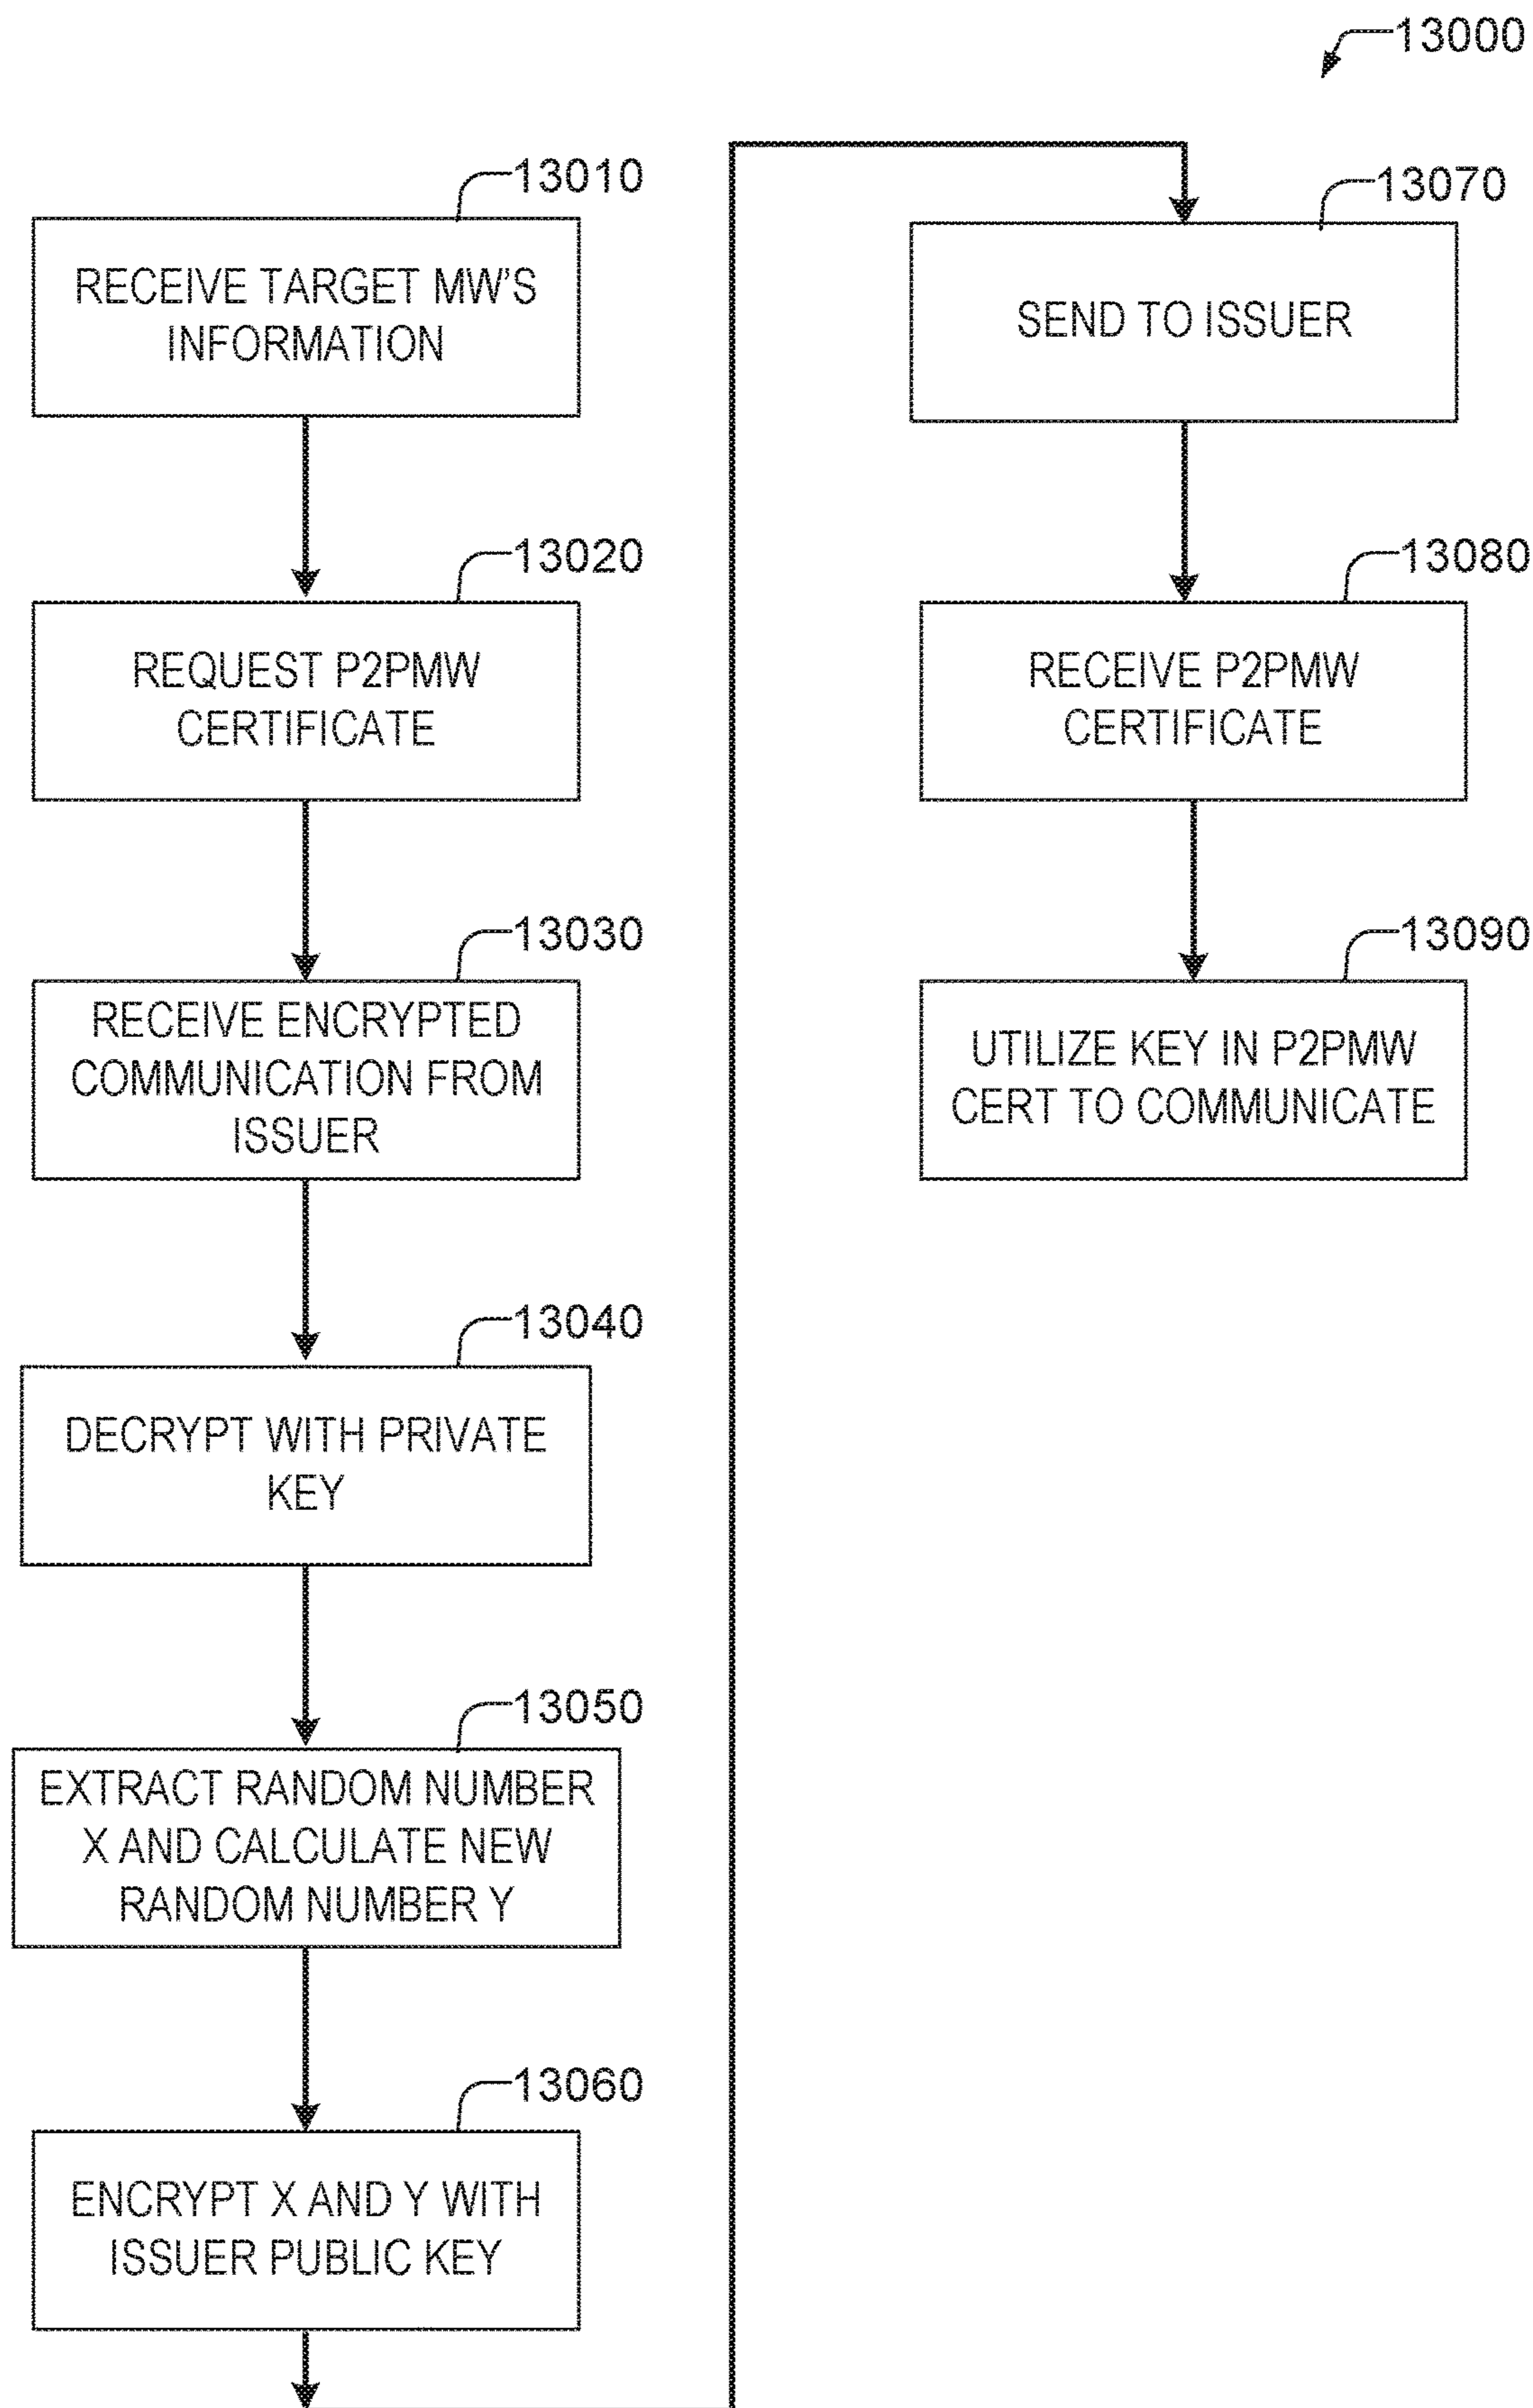 13000
13010
RECEIVE TARGET MW'S
INFORMATION
13020
REQUEST P2PMW
CERTIFICATE
13030
RECEIVE ENCRYPTED
COMMUNICATION FROM
ISSUER
13040
DECRYPT WITH PRIVATE
KEY
13050
EXTRACT RANDOM NUMBER
X AND CALCULATE NEW
RANDOM NUMBER Y
13060
ENCRYPT X AND Y WITH
ISSUER PUBLIC KEY
13070
SEND TO ISSUER
13080
RECEIVE P2PMW
CERTIFICATE
13090
UTILIZE KEY IN P2PMW
CERT TO COMMUNICATE